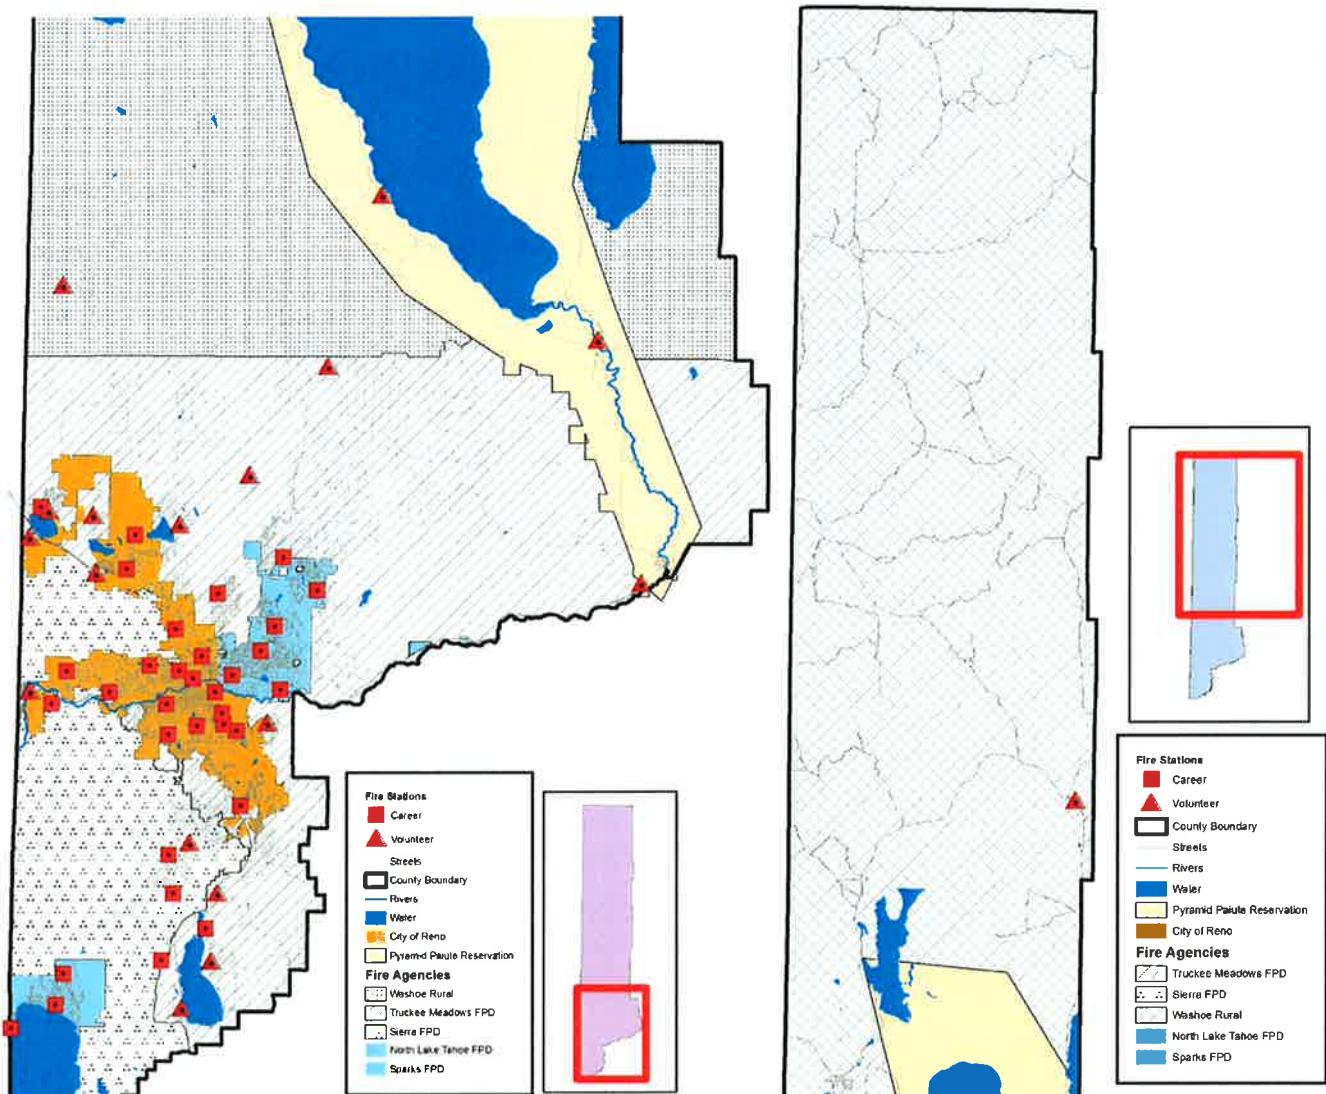 Fire Stations
Career
Volunteer
Streets
County Boundary
Rivers
Water
City of Reno
Pyramid Paiute Reservation
Fire Agencies
Washoe Rural
Truckee Meadows FPD
Sierra FPD
North Lake Tahoe FPD
Sparks FPD
Fire Stations
Career
Volunteer
County Boundary
Streets
Rivers
Water
Pyramid Paiute Reservation
City of Reno
Fire Agencies
Truckee Meadows FPD
Sierra FPD
Washoe Rural
North Lake Tahoe FPD
Sparks FPD